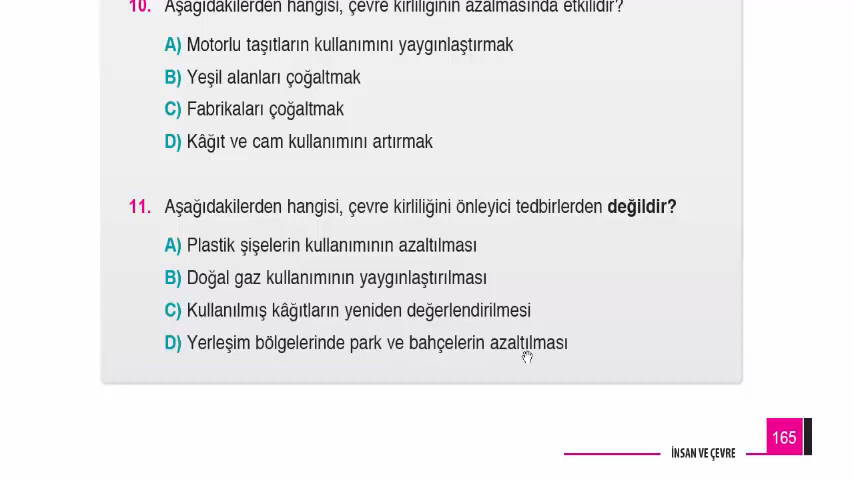 10. Aşağıdakilerden hangisi, çevre kirliliğinin azalmasında etkilidir?
A) Motorlu taşıtların kullanımını yaygınlaştırmak
B) Yeşil alanları çoğaltmak
C) Fabrikaları çoğaltmak
D) Kâğıt ve cam kullanımını artırmak
11. Aşağıdakilerden hangisi, çevre kirliliğini önleyici tedbirlerden değildir?
A) Plastik şişelerin kullanımının azaltılması
B) Doğal gaz kullanımının yaygınlaştırılması
C) Kullanılmış kâğıtların yeniden değerlendirilmesi
D) Yerleşim bölgelerinde park ve bahçelerin azaltılması
165
İNSAN VE ÇEVRE